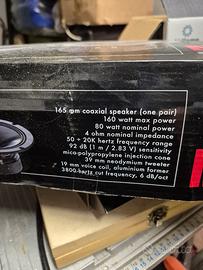 165 mm coaxial speaker (one pair)
160 watt max power
80 watt nominal power
4 ohm nominal impedance
50 ÷ 20K hertz frequency range
92 dB (1 m / 2.83 V) sensitivity
mica-polypropylene injection cone
39 mm neodymium tweeter
19 mm voice coil, aluminium former
3800 hertz cut frequency, 6 dB/oct